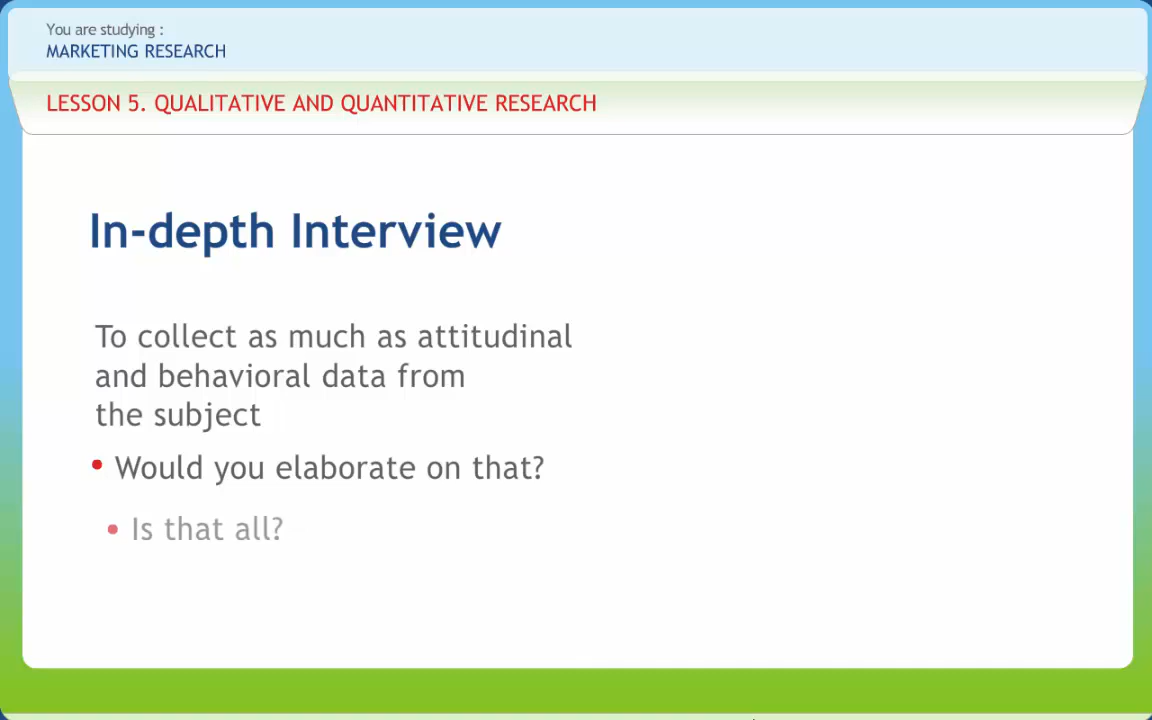 You are studying :
MARKETING RESEARCH
LESSON 5. QUALITATIVE AND QUANTITATIVE RESEARCH
In-depth Interview
To collect as much as attitudinal
and behavioral data from
the subject
• Would you elaborate on that?
• Is that all?